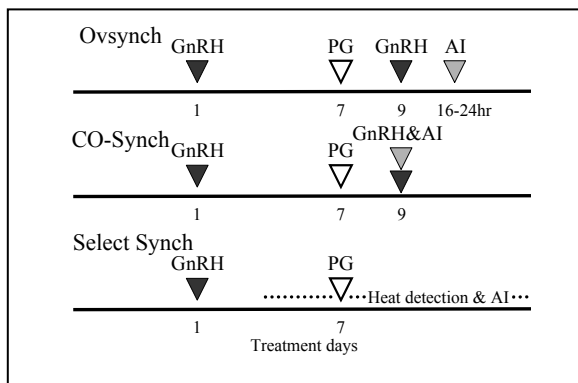 Ovsynch
GnRH PG GnRH AI
1 7 9 16-24hr
CO-Synch
GnRH&AI
GnRH PG
1 7 9
Select Synch
GnRH PG
Heat detection & AI
1 7
Treatment days